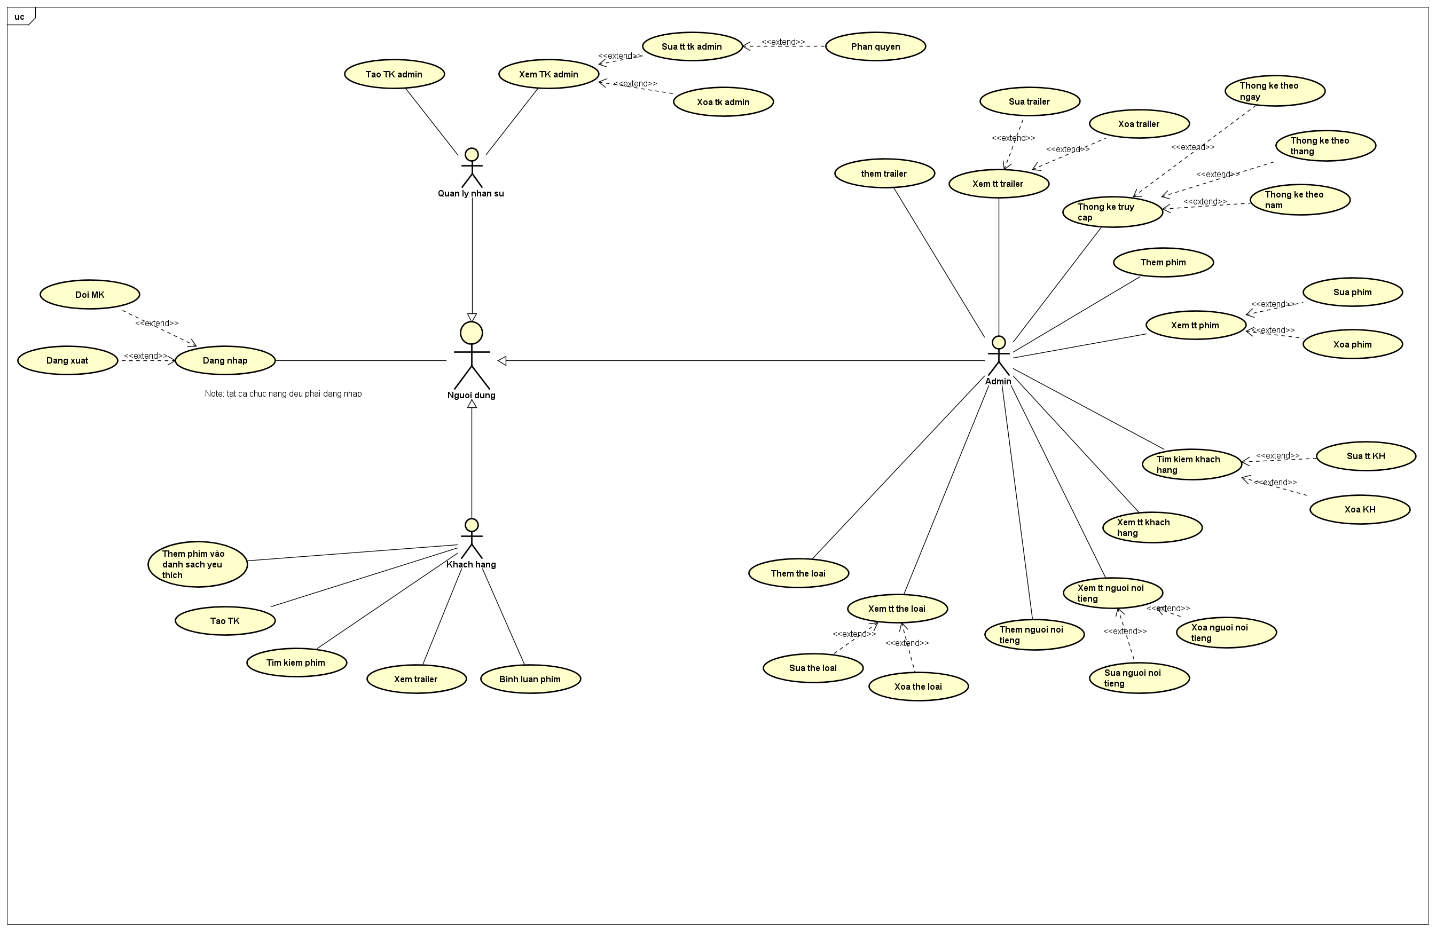 uc
Sua tt tk admin
<<extend>>
Phan quyen
<<extend>>
Tao TK admin
Xem TK admin
<<extend>>
Xoa tk admin
Quan ly nhan su
Sua trailer
<<extend>>
Xoa trailer
<<extend>>
them trailer
Xem tt trailer
Thong ke theo
ngay
<<extend>>
Thong ke theo
thang
<<extend>>
Thong ke theo
nam
<<extend>>
Thong ke truy
cap
Them phim
Doi MK
<<extend>>
Dang xuat
<<extend>>
Dang nhap
Note: tat ca chuc nang deu phai dang nhap
Nguoi dung
Admin
Sua phim
<<extend>>
Xem tt phim
<<extend>>
Xoa phim
Tim kiem khach
hang
<<extend>>
Sua tt KH
<<extend>>
Xoa KH
Xem tt khach
hang
Khach hang
Them phim vào
danh sach yeu
thich
Tao TK
Tim kiem phim
Xem trailer
Binh luan phim
Them the loai
Xem tt the loai
<<extend>>
<<extend>>
Sua the loai
Xoa the loai
Them nguoi noi
tieng
Xem tt nguoi noi
tieng
<<extend>>
<<extend>>
Xoa nguoi noi
tieng
Sua nguoi noi
tieng